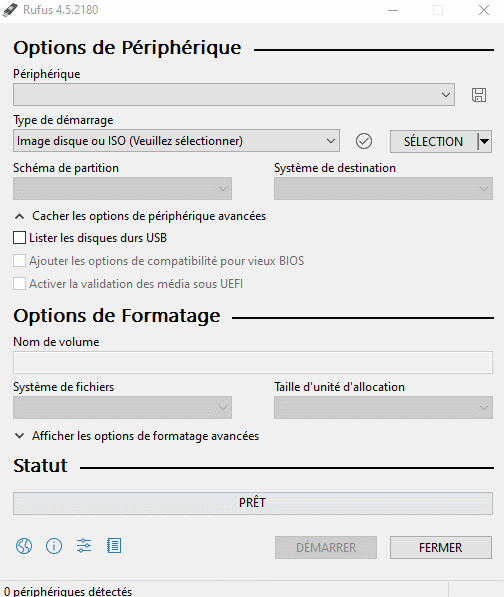 Rufus 4.5.2180
Options de Périphérique
Périphérique
Type de démarrage
Image disque ou ISO (Veuillez sélectionner)
SÉLECTION
Schéma de partition
Système de destination
Cacher les options de périphérique avancées
Lister les disques durs USB
Ajouter les options de compatibilité pour vieux BIOS
Activer la validation des média sous UEFI
Options de Formatage
Nom de volume
Système de fichiers
Taille d'unité d'allocation
Afficher les options de formatage avancées
Statut
PRÊT
DÉMARRER
FERMER
0 périphériques détectés